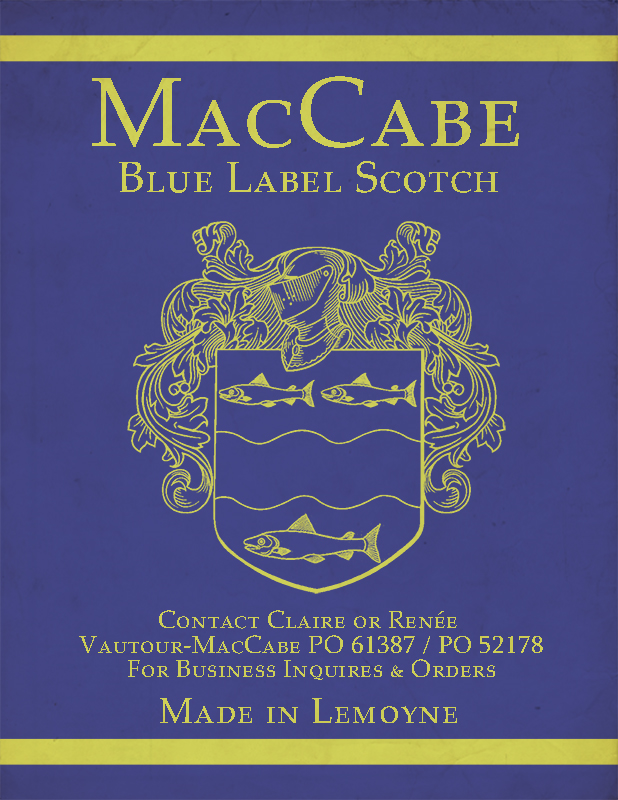 MacCabe
Blue Label Scotch
Contact Claire or Renée
Vautour-MacCabe PO 61387 / PO 52178
For Business Inquires & Orders
Made in Lemoyne